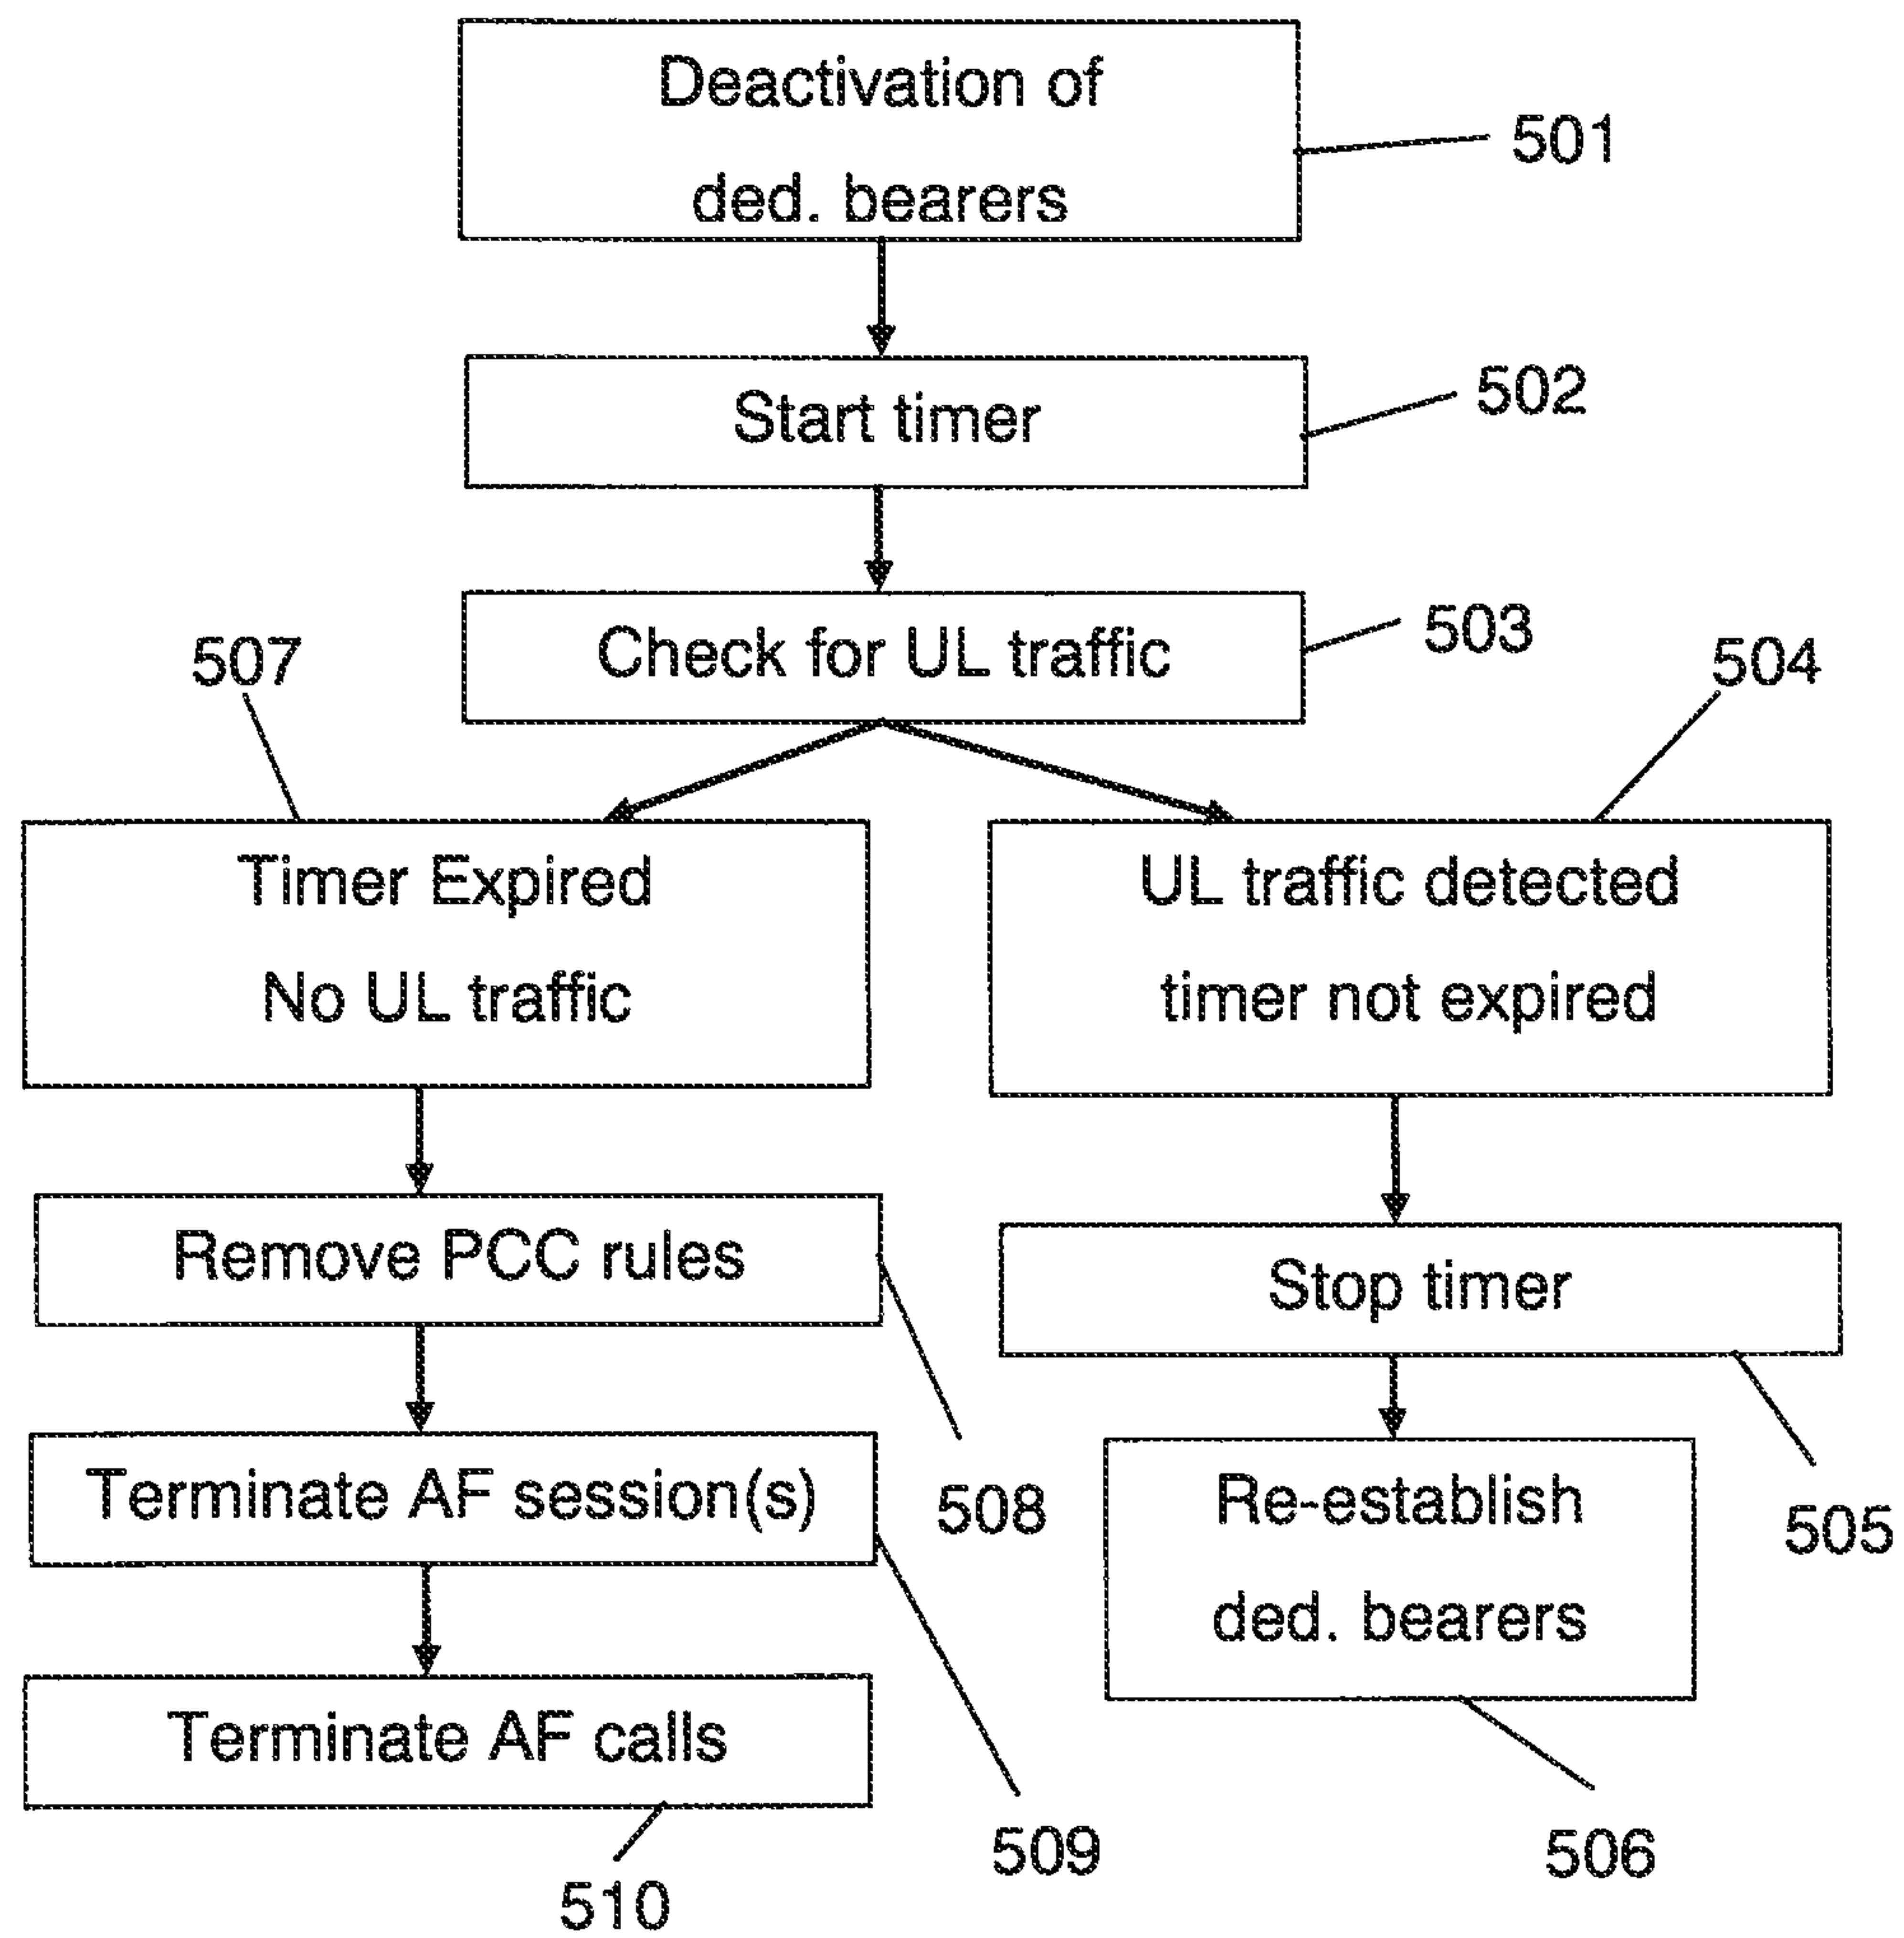 Deactivation of
ded. bearers
501
Start timer
502
Check for UL traffic
503
507
504
Timer Expired
No UL traffic
UL traffic detected
timer not expired
Remove PCC rules
Stop timer
Terminate AF session(s)
508
Re-establish
ded. bearers
505
Terminate AF calls
509
506
510